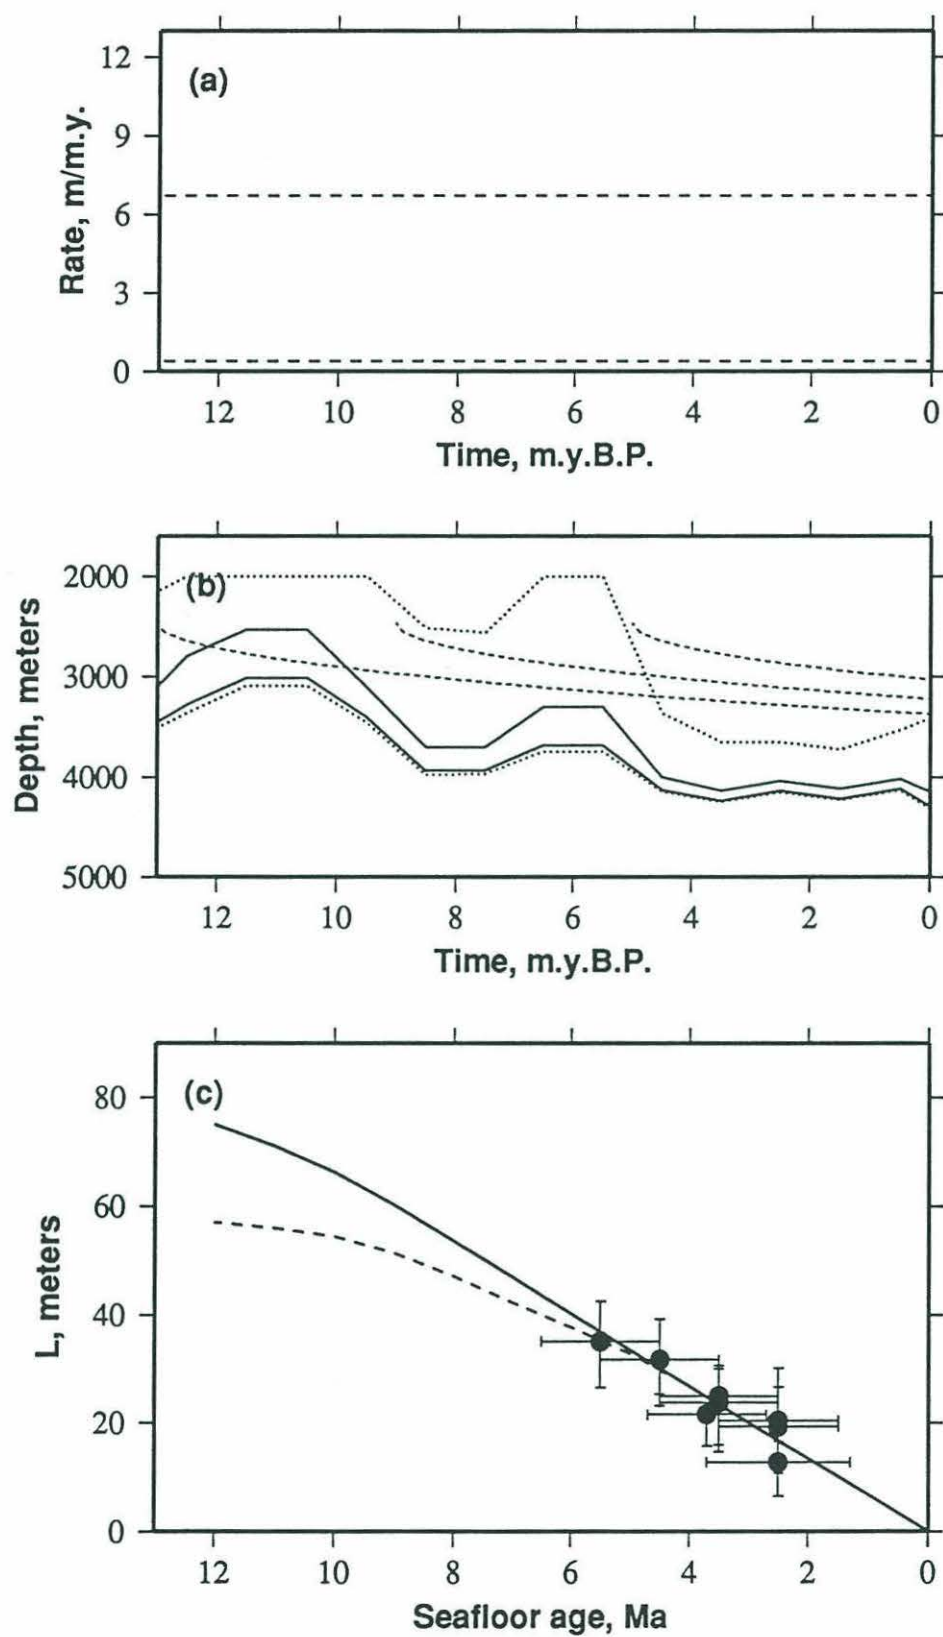 12
(a)
9
6
3
0
Rate, m/m.y.
12 10 8 6 4 2 0
Time, m.y.B.P.
2000
(b)
3000
4000
5000
Depth, meters
12 10 8 6 4 2 0
Time, m.y.B.P.
80
(c)
60
40
20
0
L, meters
12 10 8 6 4 2 0
Seafloor age, Ma